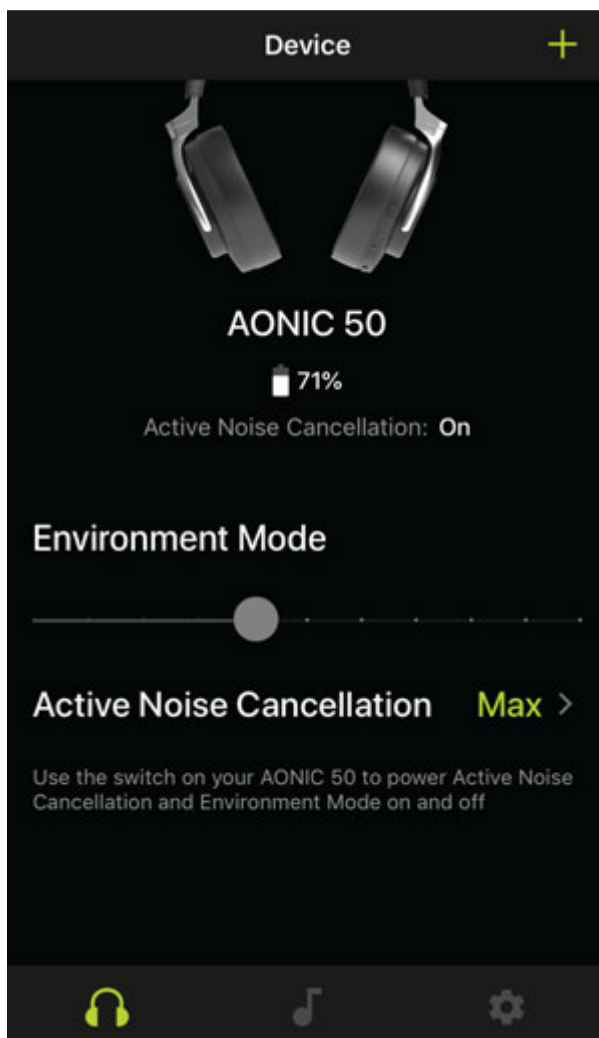 Device
AONIC 50
71%
Active Noise Cancellation: On
Environment Mode
Active Noise Cancellation Max >
Use the switch on your AONIC 50 to power Active Noise
Cancellation and Environment Mode on and off